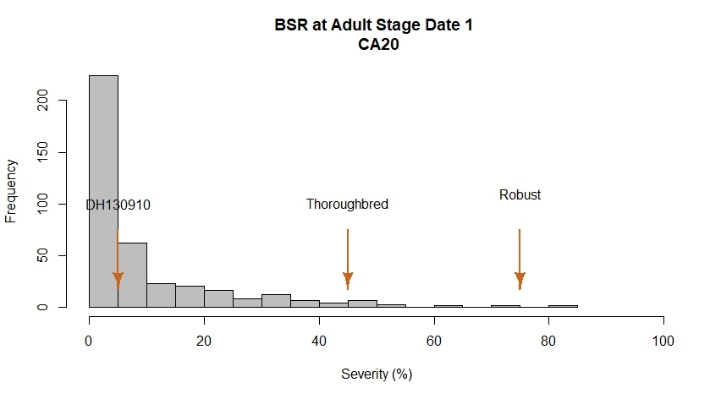 BSR at Adult Stage Date 1
CA20
Frequency
200
150
100
50
0
DH130910
Thoroughbred
Robust
0 20 40 60 80 100
Severity (%)